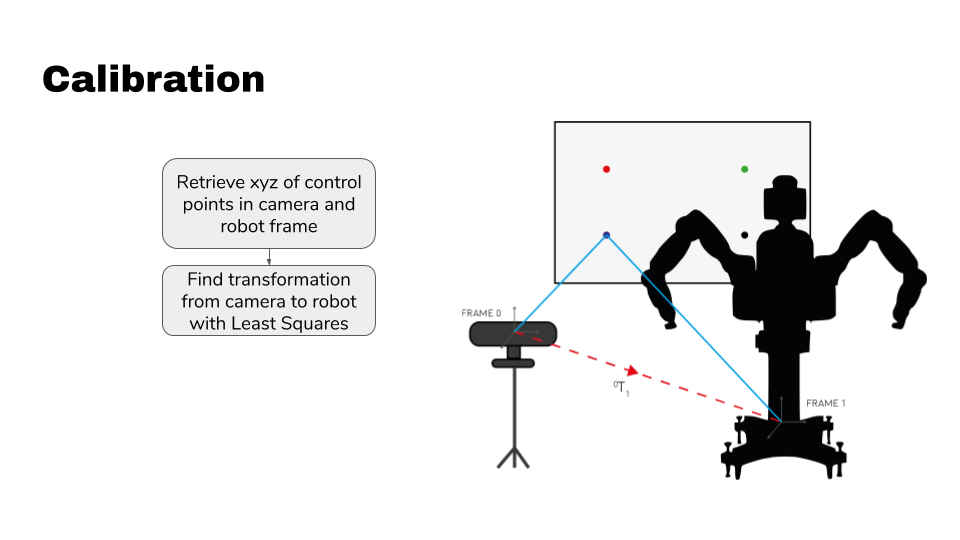 Calibration
Retrieve xyz of control
points in camera and
robot frame
Find transformation
from camera to robot
with Least Squares
FRAME 0
⁰T₁
FRAME 1